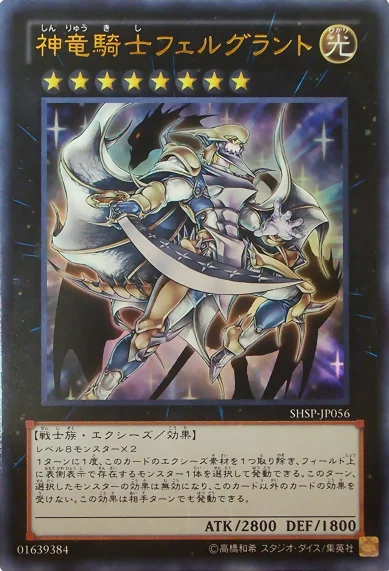 しん りゅう き し
神竜騎士フェルグラント
ひかり
光
SHSP-JP056
【戦士族・エクシーズ/効果】
レベル8モンスター×2
1ターンに1度、このカードのエクシーズ素材を1つ取り除き、フィールド上
に表側表示で存在するモンスター1体を選択して発動できる。このターン、
選択したモンスターの効果は無効になり、このカード以外のカードの効果を
受けない。この効果は相手ターンでも発動できる。
ATK/2800 DEF/1800
01639384
©高橋和希 スタジオ・ダイス/集英社